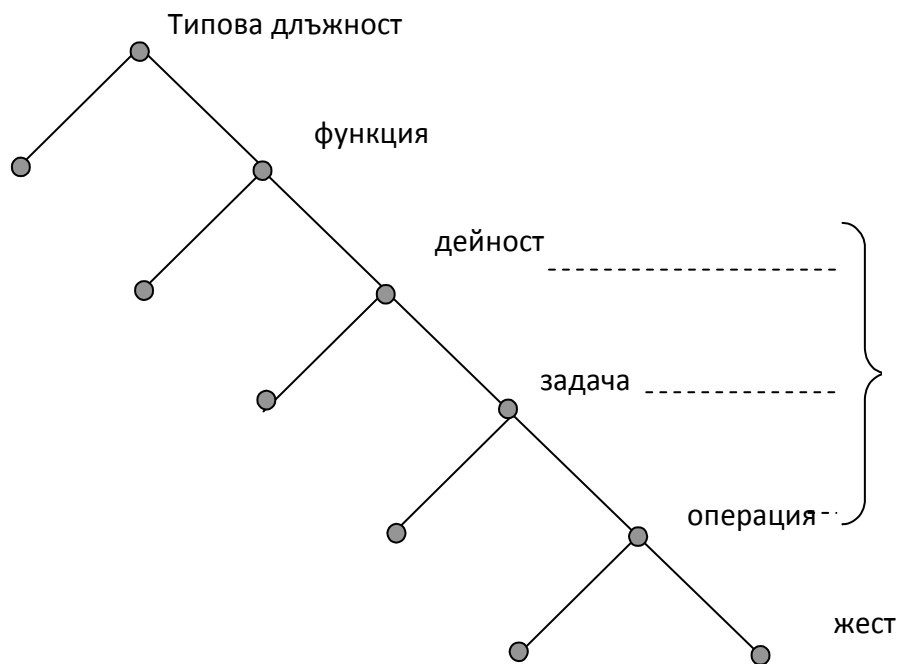 Типова длъжност
функция
дейност
задача
операция
жест